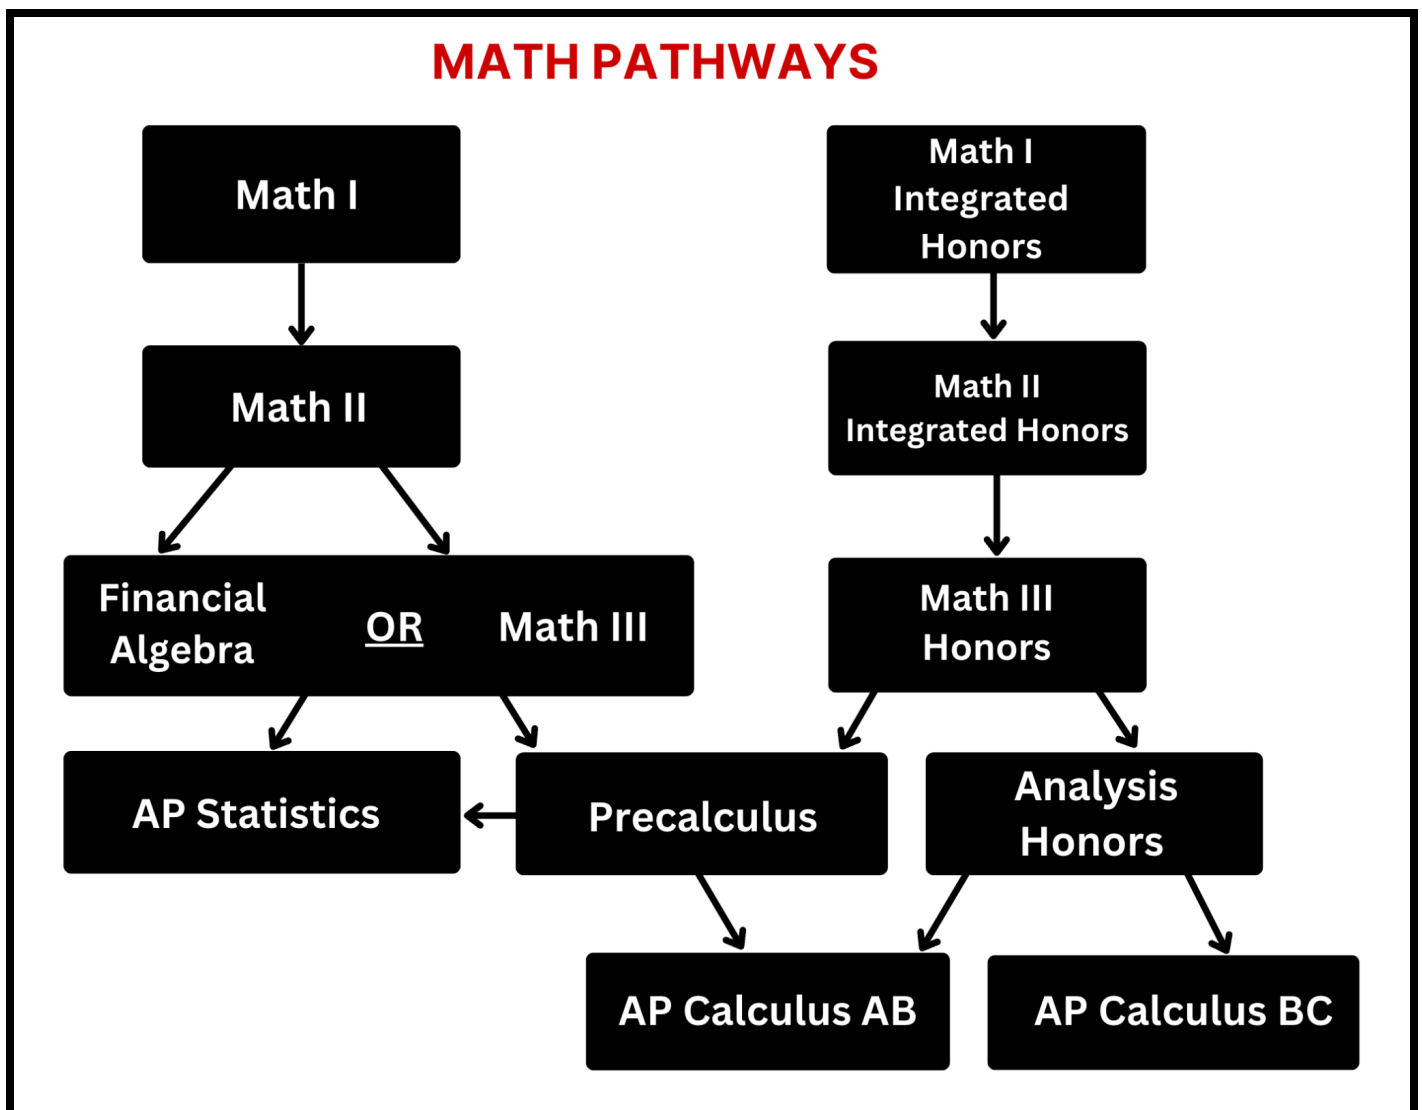 MATH PATHWAYS
Math I
Math I
Integrated
Honors
Math II
Math II
Integrated Honors
Financial
Algebra
OR
Math III
Math III
Honors
AP Statistics
Precalculus
Analysis
Honors
AP Calculus AB
AP Calculus BC